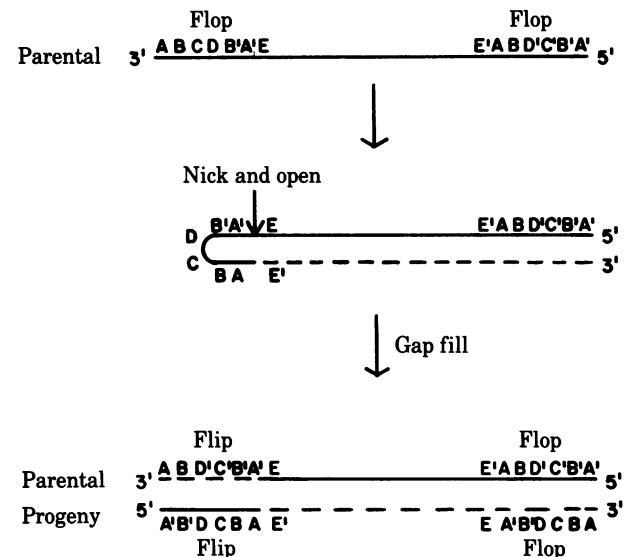 Flop Flop
Parental 3' A B C D B'A'E E'A B D'C'B'A' 5'
Nick and open
D B'A' E E'A B D'C'B'A' 5'
C B A E' 3'
Gap fill
Flip Flop
Parental 3' A B D'C'B'A' E E'A B D'C'B'A' 5'
Progeny 5' A'B'D C B A E' E A'B'D C B A 3'
Flip Flop